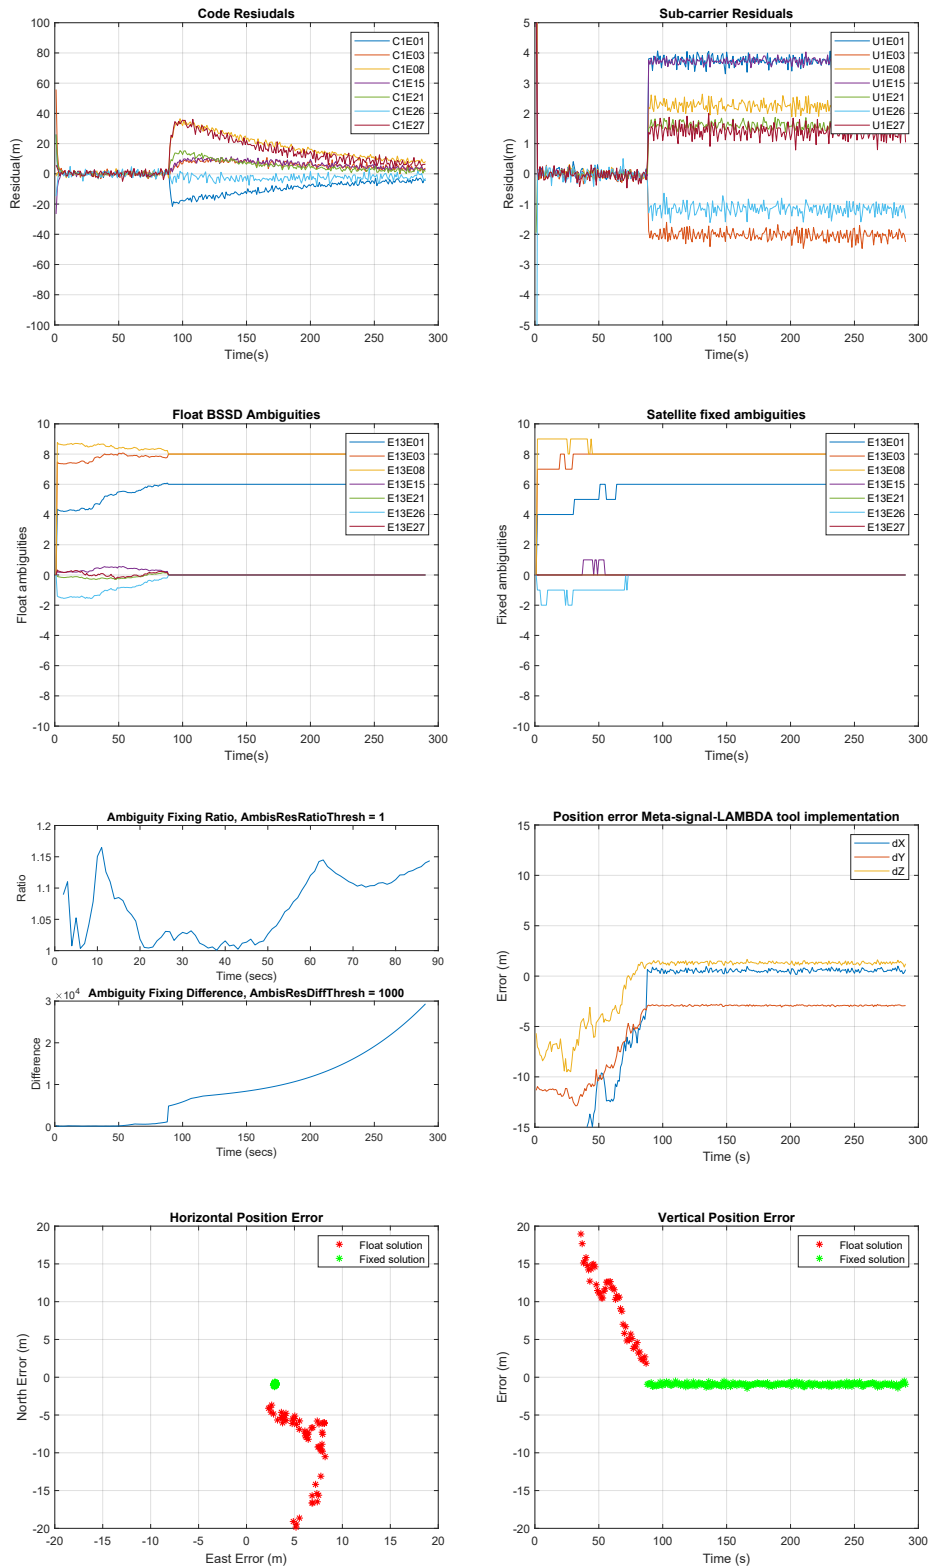 Code Resiudals
100
80
60
40
20
0
-20
-40
-60
-80
-100
Residual(m)
0 50 100 150 200 250 300
Time(s)
C1E01
C1E03
C1E08
C1E15
C1E21
C1E26
C1E27
Sub-carrier Residuals
5
4
3
2
1
0
-1
-2
-3
-4
-5
Residual(m)
0 50 100 150 200 250 300
Time(s)
U1E01
U1E03
U1E08
U1E15
U1E21
U1E26
U1E27
Float BSSD Ambiguities
10
8
6
4
2
0
-2
-4
-6
-8
-10
Float ambiguities
0 50 100 150 200 250 300
Time(s)
E13E01
E13E03
E13E08
E13E15
E13E21
E13E26
E13E27
Satellite fixed ambiguities
10
8
6
4
2
0
-2
-4
-6
-8
-10
Fixed ambiguities
0 50 100 150 200 250 300
Time(s)
E13E01
E13E03
E13E08
E13E15
E13E21
E13E26
E13E27
Ambiguity Fixing Ratio, AmbisResRatioThresh = 1
1.2
1.15
1.1
1.05
1
Ratio
0 10 20 30 40 50 60 70 80 90
Time (secs)
×10⁴
Ambiguity Fixing Difference, AmbisResDiffThresh = 1000
3
2
1
0
Difference
0 50 100 150 200 250 300
Time (secs)
Position error Meta-signal-LAMBDA tool implementation
15
10
5
0
-5
-10
-15
Error (m)
0 50 100 150 200 250 300
Time (s)
dX
dY
dZ
Horizontal Position Error
20
15
10
5
0
-5
-10
-15
-20
North Error (m)
-20 -15 -10 -5 0 5 10 15 20
East Error (m)
Float solution
Fixed solution
Vertical Position Error
20
15
10
5
0
-5
-10
-15
-20
Error (m)
0 50 100 150 200 250 300
Time (s)
Float solution
Fixed solution